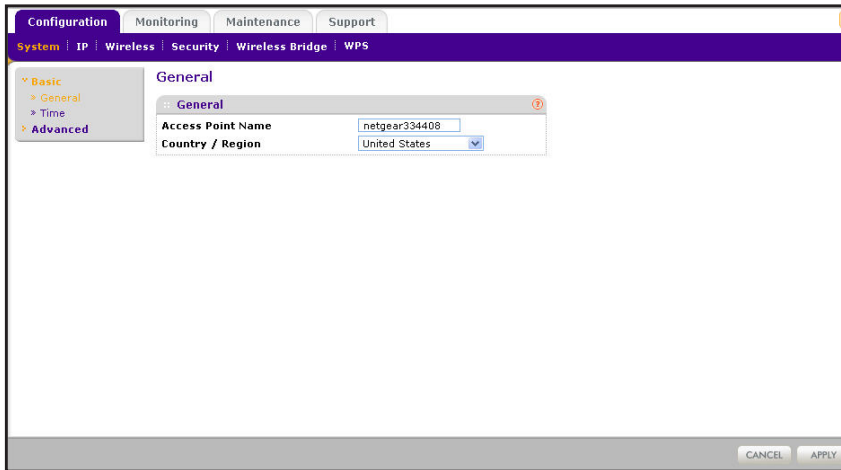 Configuration Monitoring Maintenance Support
System IP Wireless Security Wireless Bridge WPS
Basic
General
Time
Advanced
General
General
Access Point Name netgear334408
Country / Region United States
CANCEL APPLY